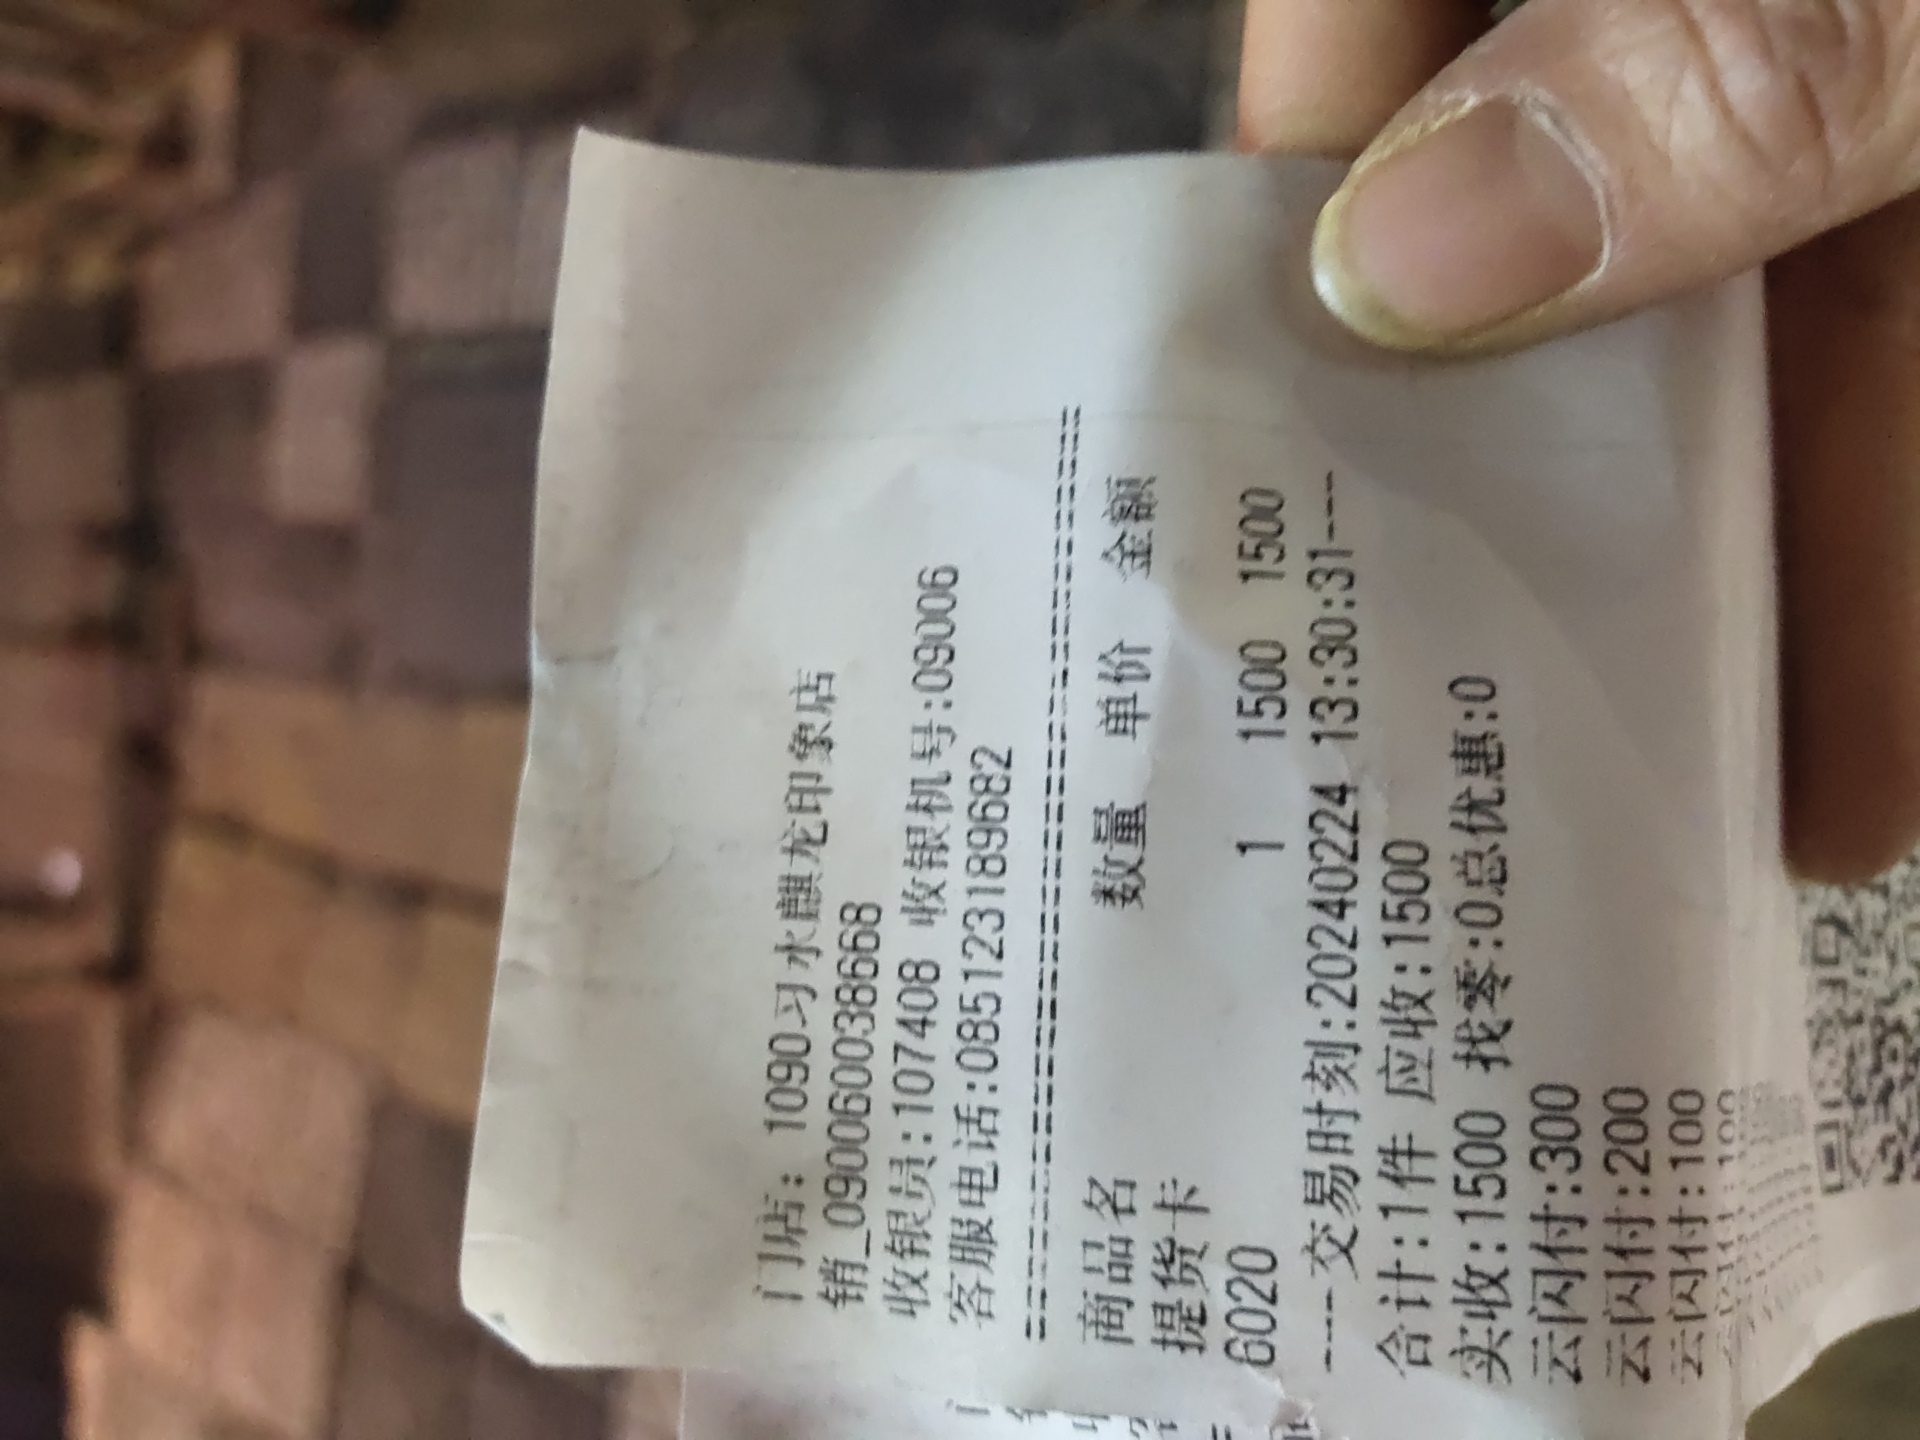 门店: 1090习水麒龙印象店
销_090060038668
收银员:107408 收银机号:09006
客服电话:085123189682
商品名 数量 单价 金额
提货卡
6020 1 1500 1500
----交易时刻:20240224 13:30:31---
合计:1件 应收:1500
实收:1500 找零:0总优惠:0
云闪付:300
云闪付:200
云闪付:100
云闪付:100